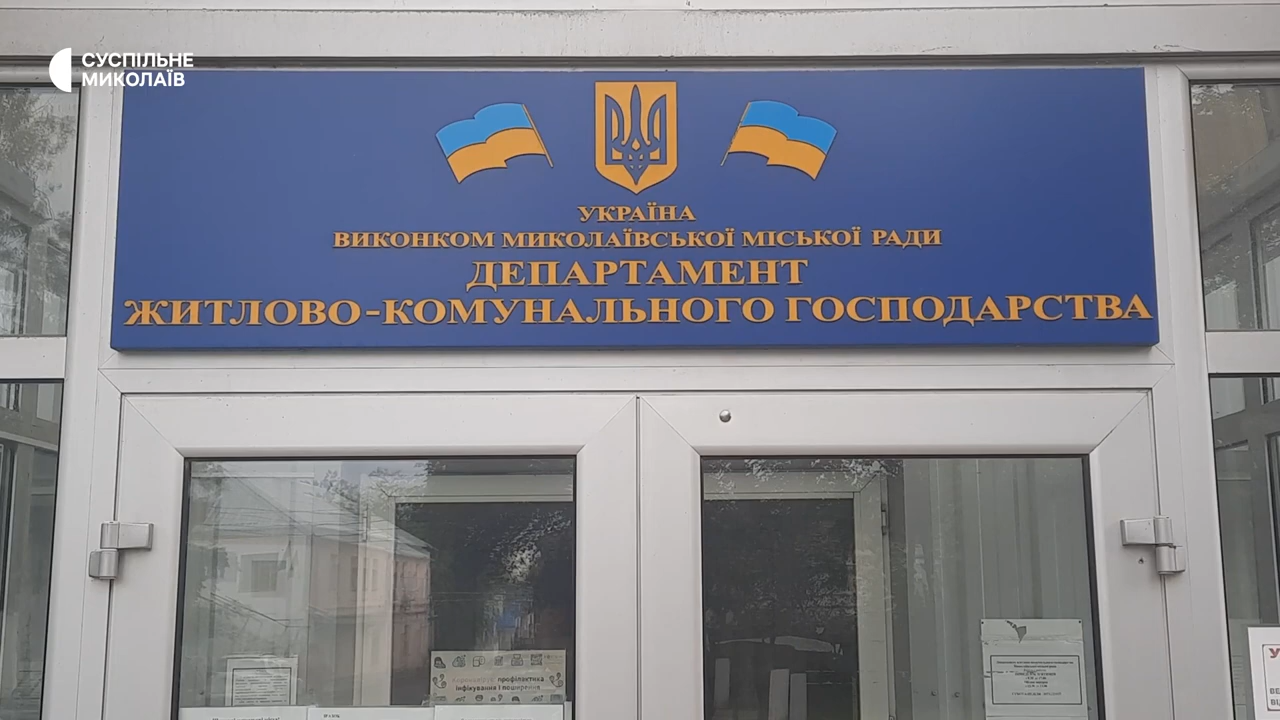 СУСПІЛЬНЕ
МИКОЛАЇВ
УКРАЇНА
ВИКОНКОМ МИКОЛАЇВСЬКОЇ МІСЬКОЇ РАДИ
ДЕПАРТАМЕНТ
ЖИТЛОВО-КОМУНАЛЬНОГО ГОСПОДАРСТВА
профілактика
інфікування і поширення